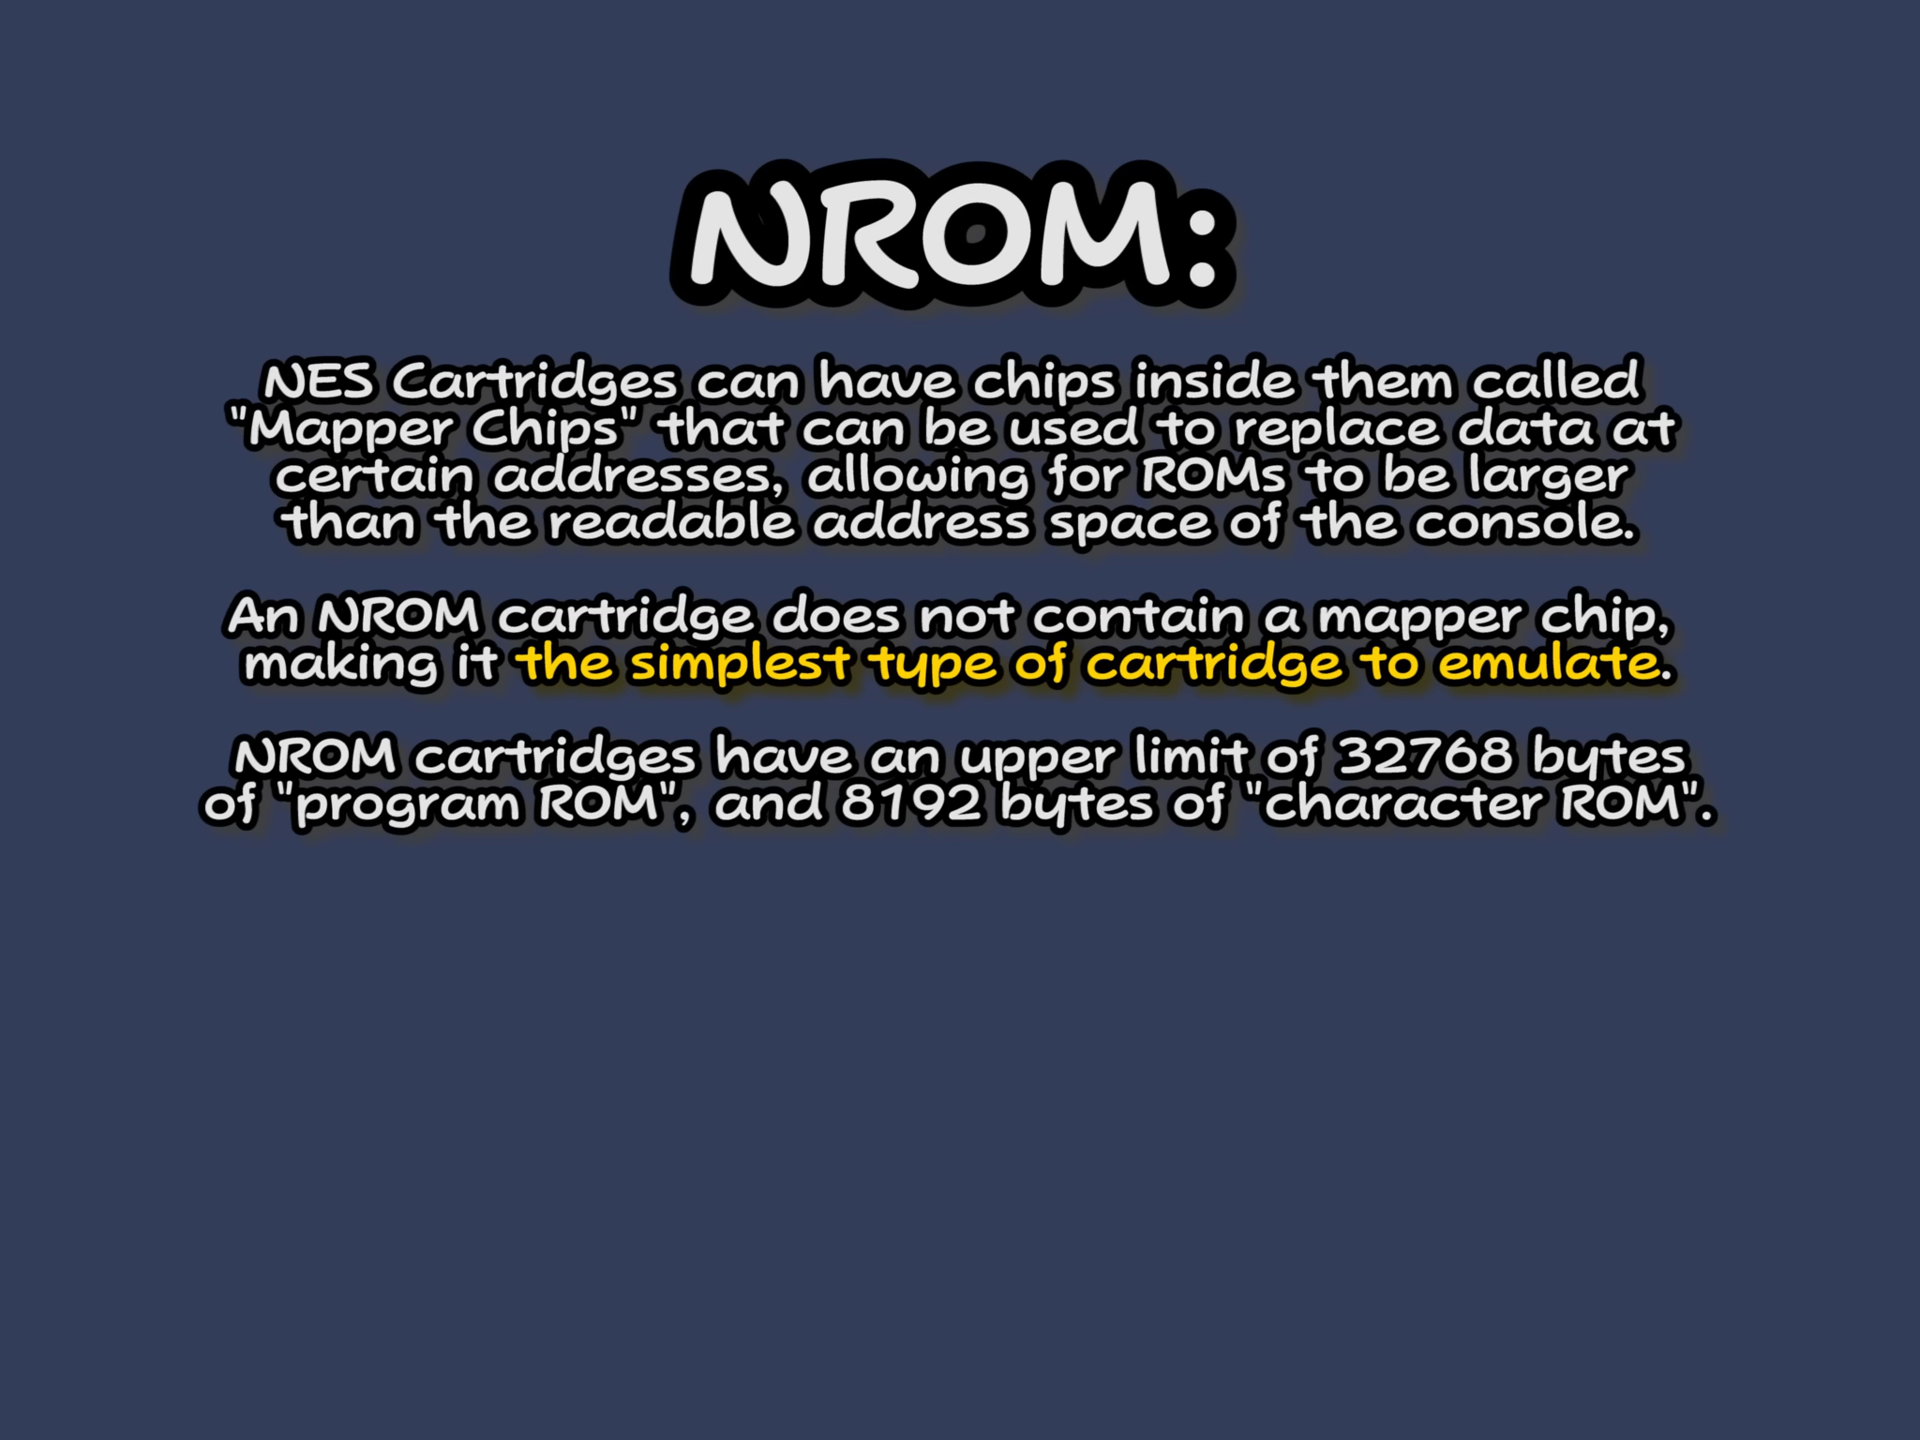 NROM:
NES Cartridges can have chips inside them called
"Mapper Chips" that can be used to replace data at
certain addresses, allowing for ROMs to be larger
than the readable address space of the console.
An NROM cartridge does not contain a mapper chip,
making it the simplest type of cartridge to emulate.
NROM cartridges have an upper limit of 32768 bytes
of "program ROM", and 8192 bytes of "character ROM".